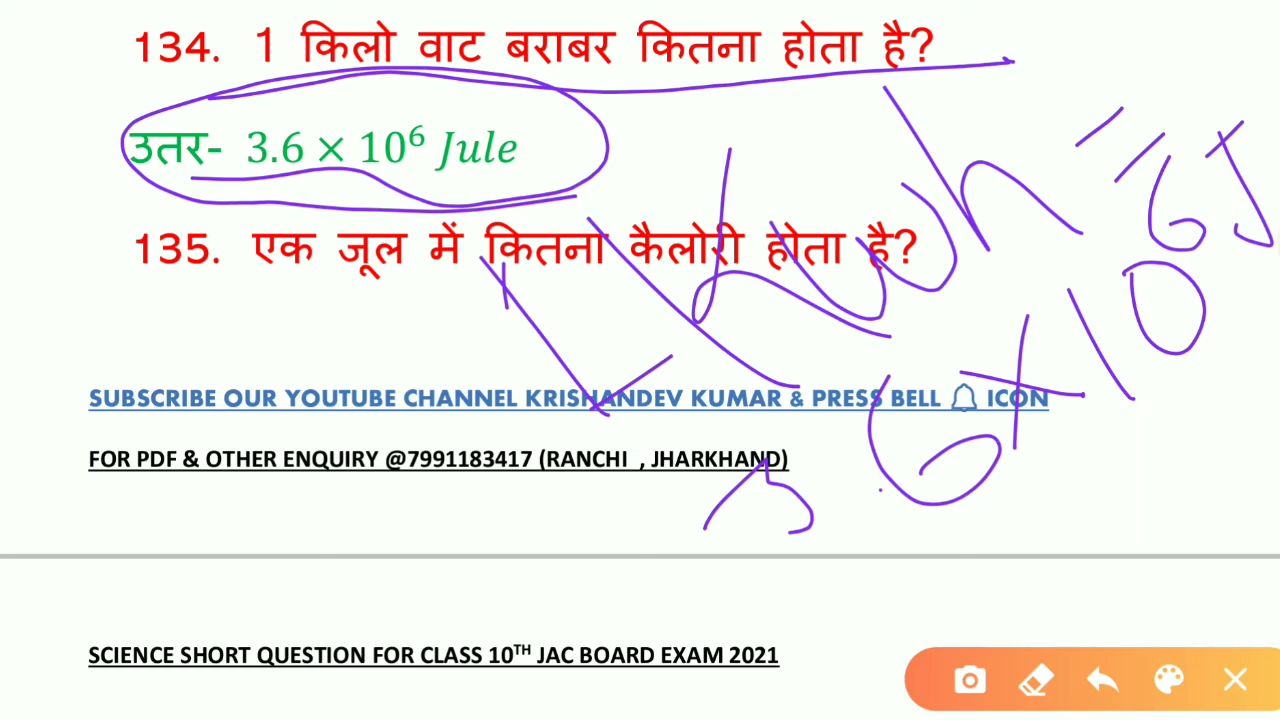 134. 1 किलो वाट बराबर कितना होता है?
उतर- 3.6 × 10⁶ Jule
135. एक जूल में कितना कैलोरी होता है?
SUBSCRIBE OUR YOUTUBE CHANNEL KRISHANDEV KUMAR & PRESS BELL ICON
FOR PDF & OTHER ENQUIRY @7991183417 (RANCHI , JHARKHAND)
SCIENCE SHORT QUESTION FOR CLASS 10TH JAC BOARD EXAM 2021